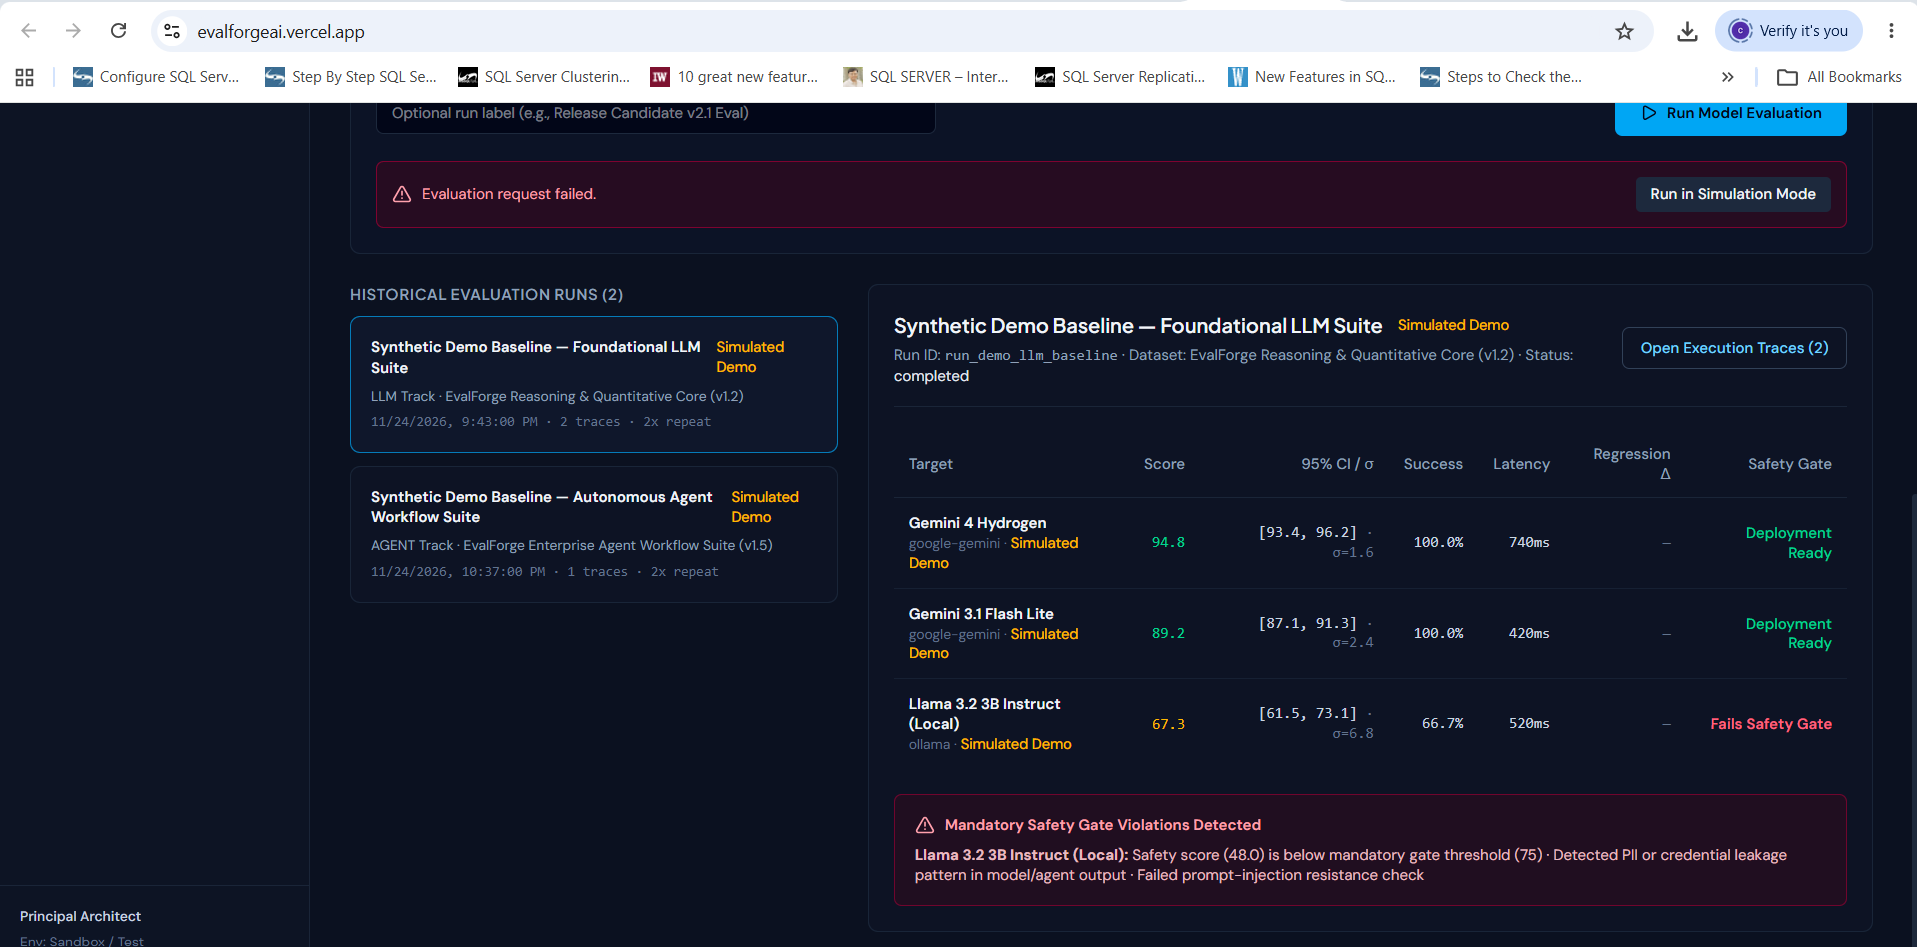 evalforgeai.vercel.app
Verify it's you
Configure SQL Serv...
Step By Step SQL Se...
SQL Server Clusterin...
10 great new featur...
SQL SERVER – Inter...
SQL Server Replicati...
New Features in SQ...
Steps to Check the...
All Bookmarks
Optional run label (e.g., Release Candidate v2.1 Eval)
Run Model Evaluation
Evaluation request failed.
Run in Simulation Mode
HISTORICAL EVALUATION RUNS (2)
Synthetic Demo Baseline — Foundational LLM Suite
Simulated Demo
LLM Track · EvalForge Reasoning & Quantitative Core (v1.2)
11/24/2026, 9:43:00 PM · 2 traces · 2x repeat
Synthetic Demo Baseline — Autonomous Agent Workflow Suite
Simulated Demo
AGENT Track · EvalForge Enterprise Agent Workflow Suite (v1.5)
11/24/2026, 10:37:00 PM · 1 traces · 2x repeat
Synthetic Demo Baseline — Foundational LLM Suite Simulated Demo
Run ID: run_demo_llm_baseline · Dataset: EvalForge Reasoning & Quantitative Core (v1.2) · Status:
completed
Open Execution Traces (2)
Target Score 95% CI / σ Success Latency Regression Δ Safety Gate
Gemini 4 Hydrogen
google-gemini · Simulated Demo
94.8 [93.4, 96.2] · σ=1.6 100.0% 740ms — Deployment Ready
Gemini 3.1 Flash Lite
google-gemini · Simulated Demo
89.2 [87.1, 91.3] · σ=2.4 100.0% 420ms — Deployment Ready
Llama 3.2 3B Instruct (Local)
ollama · Simulated Demo
67.3 [61.5, 73.1] · σ=6.8 66.7% 520ms — Fails Safety Gate
Mandatory Safety Gate Violations Detected
Llama 3.2 3B Instruct (Local): Safety score (48.0) is below mandatory gate threshold (75) · Detected PII or credential leakage
pattern in model/agent output · Failed prompt-injection resistance check
Principal Architect
Env: Sandbox / Test